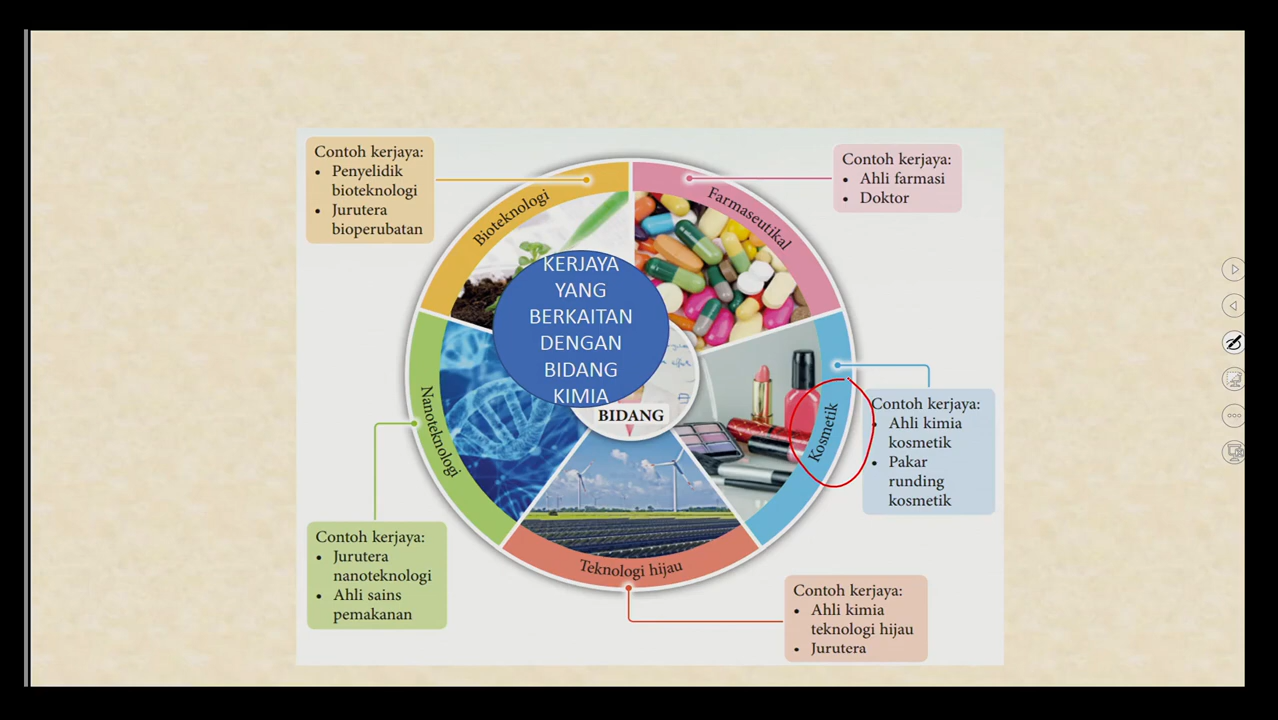 Contoh kerjaya:
• Penyelidik
bioteknologi
• Jurutera
bioperubatan
Contoh kerjaya:
• Ahli farmasi
• Doktor
Bioteknologi
Farmaseutikal
KERJAYA
YANG
BERKAITAN
DENGAN
BIDANG
KIMIA
BIDANG
Nanoteknologi
Kosmetik
Contoh kerjaya:
• Ahli kimia
kosmetik
• Pakar
runding
kosmetik
Teknologi hijau
Contoh kerjaya:
• Jurutera
nanoteknologi
• Ahli sains
pemakanan
Contoh kerjaya:
• Ahli kimia
teknologi hijau
• Jurutera